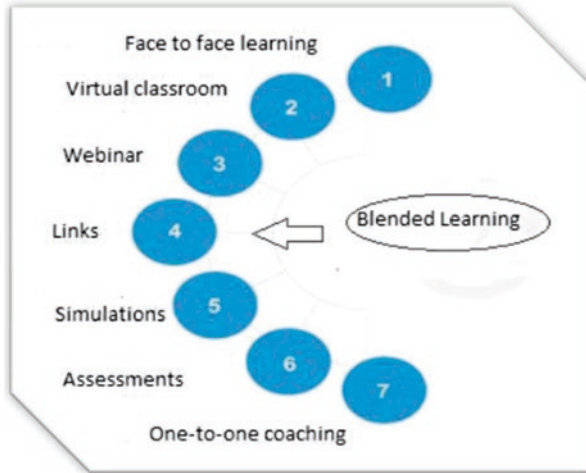 Face to face learning
1
Virtual classroom
2
Webinar
3
Links
4
Blended Learning
Simulations
5
Assessments
6
One-to-one coaching
7